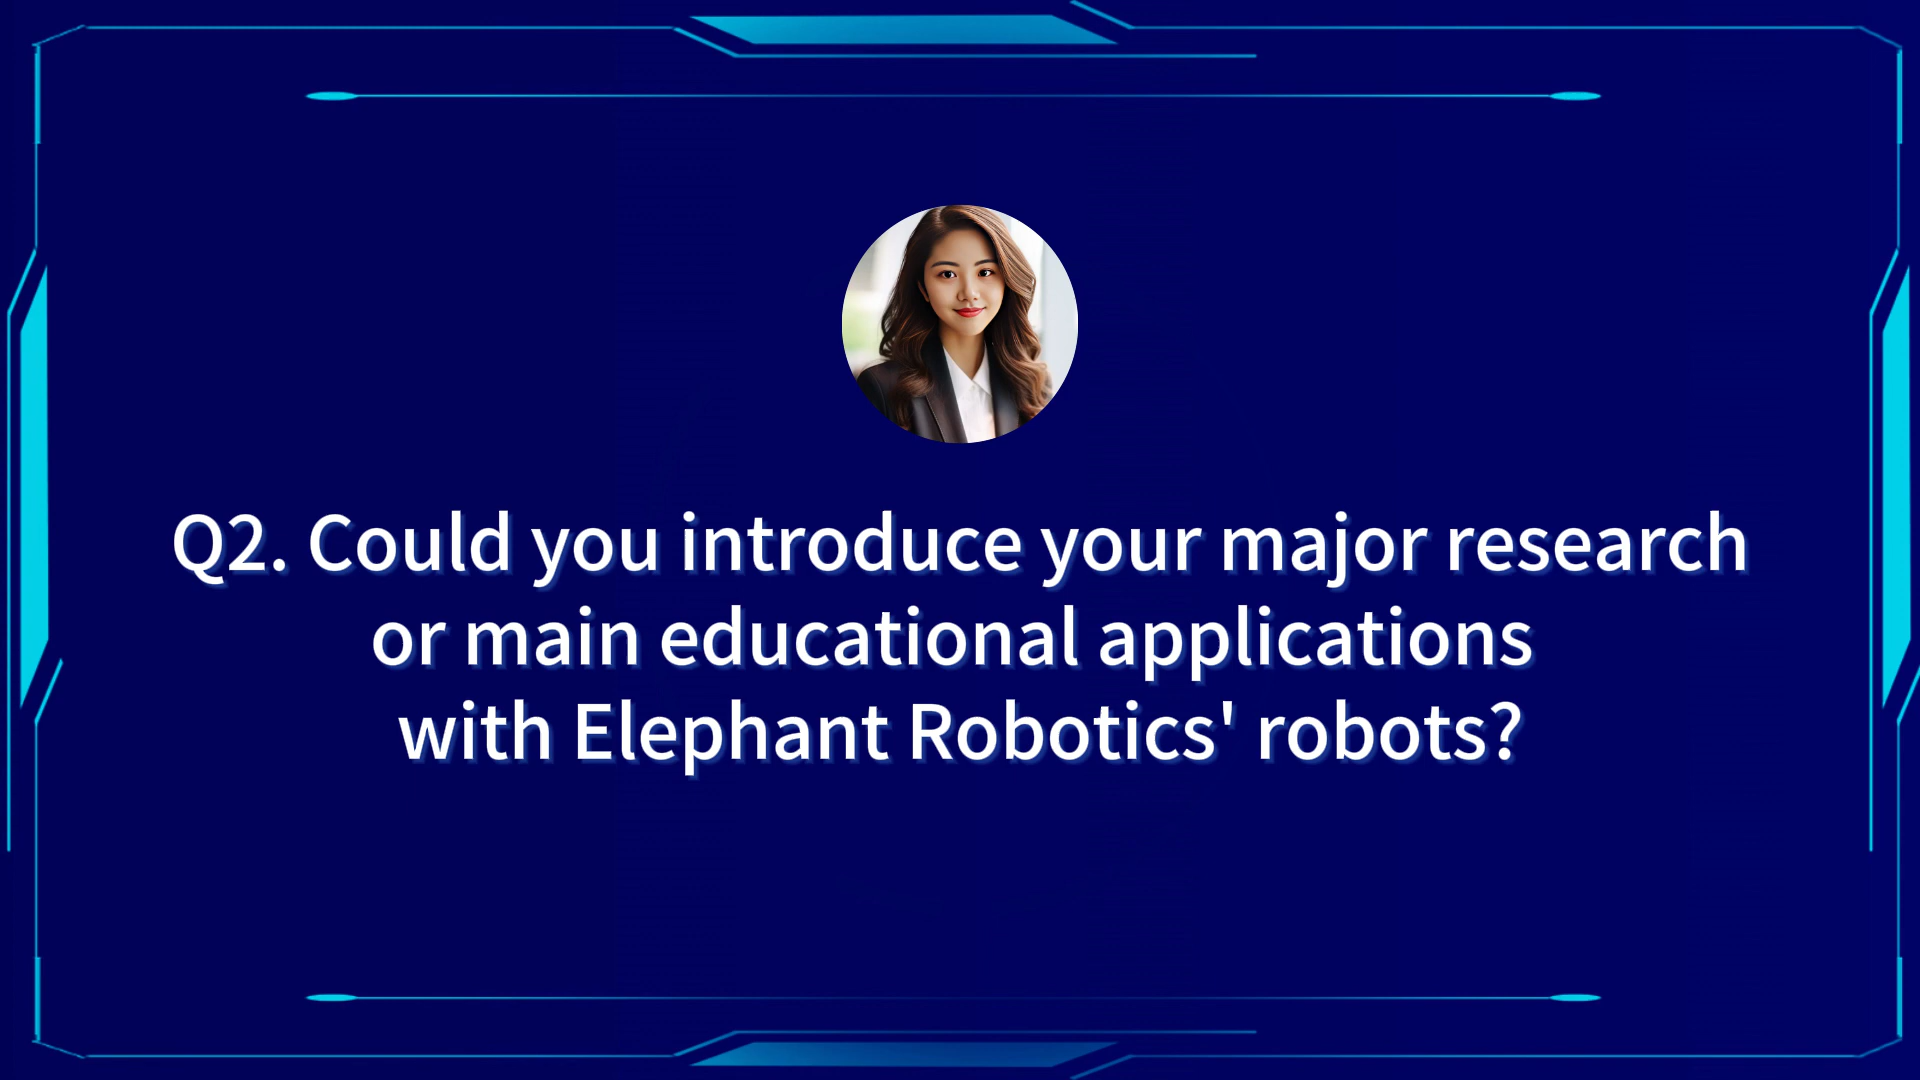 Q2. Could you introduce your major research
or main educational applications
with Elephant Robotics' robots?